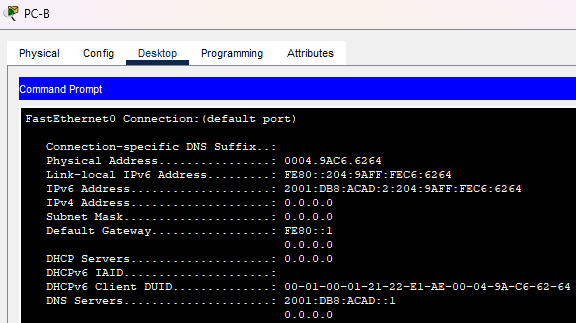 PC-B
Physical Config Desktop Programming Attributes
Command Prompt
FastEthernet0 Connection:(default port)
Connection-specific DNS Suffix..:
Physical Address................: 0004.9AC6.6264
Link-local IPv6 Address.........: FE80::204:9AFF:FEC6:6264
IPv6 Address....................: 2001:DB8:ACAD:2:204:9AFF:FEC6:6264
IPv4 Address....................: 0.0.0.0
Subnet Mask.....................: 0.0.0.0
Default Gateway.................: FE80::1
0.0.0.0
DHCP Servers....................: 0.0.0.0
DHCPv6 IAID.....................:
DHCPv6 Client DUID..............: 00-01-00-01-21-22-E1-AE-00-04-9A-C6-62-64
DNS Servers.....................: 2001:DB8:ACAD::1
0.0.0.0